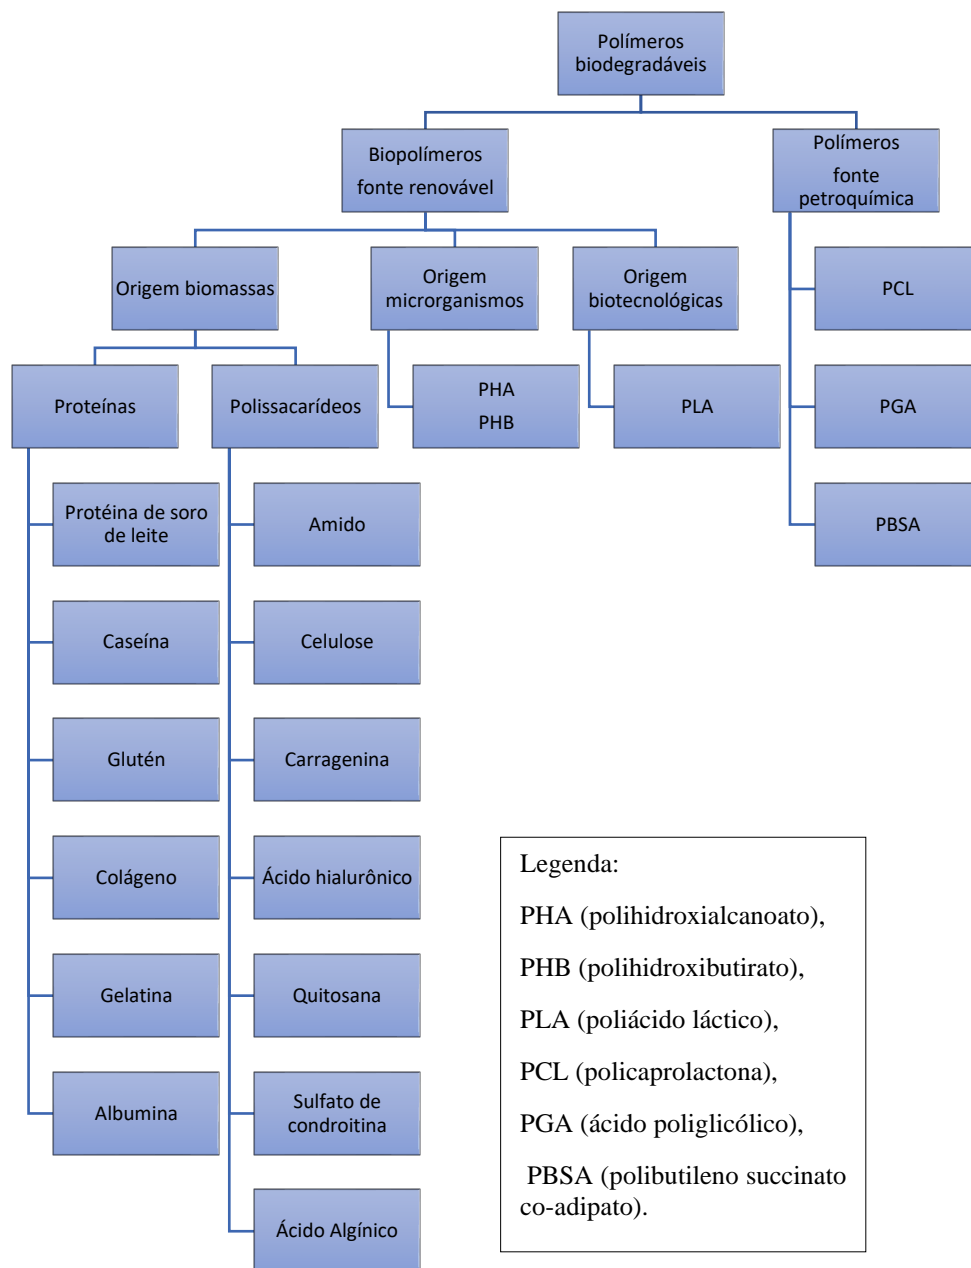 Polímeros
biodegradáveis
Biopolímeros
fonte renovável
Polímeros
fonte
petroquímica
Origem biomassas
Origem
microrganismos
Origem
biotecnológicas
PCL
Proteínas
Polissacarídeos
PHA
PHB
PLA
PGA
Protéina de soro
de leite
Amido
PBSA
Caseína
Celulose
Glutén
Carragenina
Colágeno
Ácido hialurônico
Gelatina
Quitosana
Albumina
Sulfato de
condroitina
Ácido Algínico
Legenda:
PHA (polihidroxialcanoato),
PHB (polihidroxibutirato),
PLA (poliácido láctico),
PCL (policaprolactona),
PGA (ácido poliglicólico),
PBSA (polibutileno succinato
co-adipato).